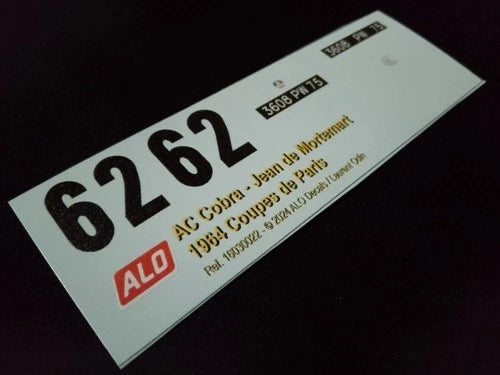 62 62
3608 PW 75
3608 PW 75
ALO
AC Cobra - Jean de Mortemart
1964 Coupes de Paris
Ref. 16030022 - © 2024 ALO Decals / Laurent Odin